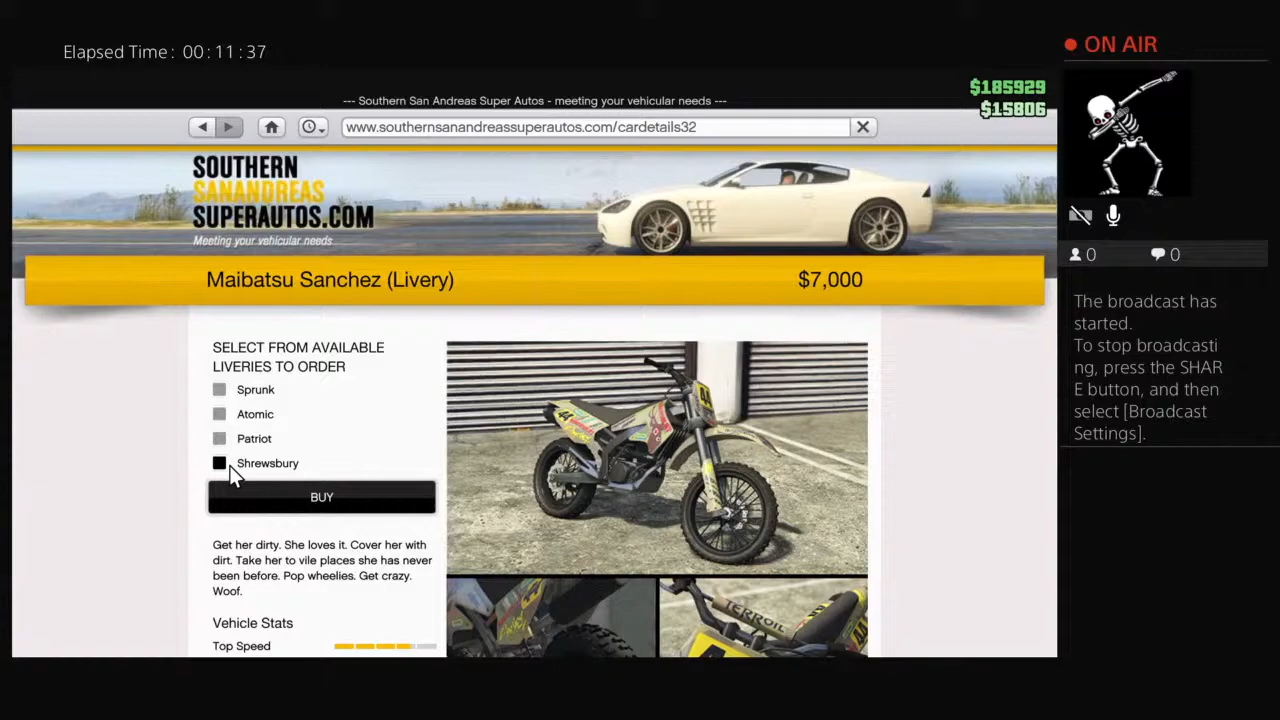 Elapsed Time: 00:11:37
ON AIR
$185929
$15806
--- Southern San Andreas Super Autos - meeting your vehicular needs ---
www.southernsanandreassuperautos.com/cardetails32
SOUTHERN
SANANDREAS
SUPERAUTOS.COM
Meeting your vehicular needs
0
0
Maibatsu Sanchez (Livery)
$7,000
The broadcast has
started.
To stop broadcasti
ng, press the SHAR
E button, and then
select [Broadcast
Settings].
SELECT FROM AVAILABLE
LIVERIES TO ORDER
Sprunk
Atomic
Patriot
Shrewsbury
BUY
Get her dirty. She loves it. Cover her with
dirt. Take her to vile places she has never
been before. Pop wheelies. Get crazy.
Woof.
Vehicle Stats
Top Speed
44
44
TERROIL